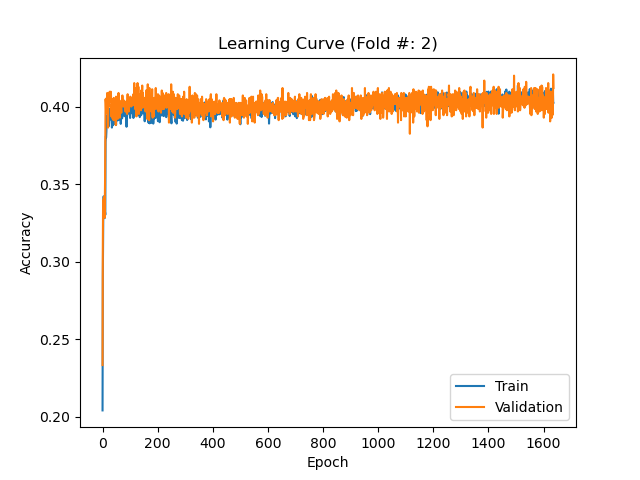 Learning Curve (Fold #: 2)
Accuracy
0.40
0.35
0.30
0.25
0.20
0 200 400 600 800 1000 1200 1400 1600
Epoch
Train
Validation